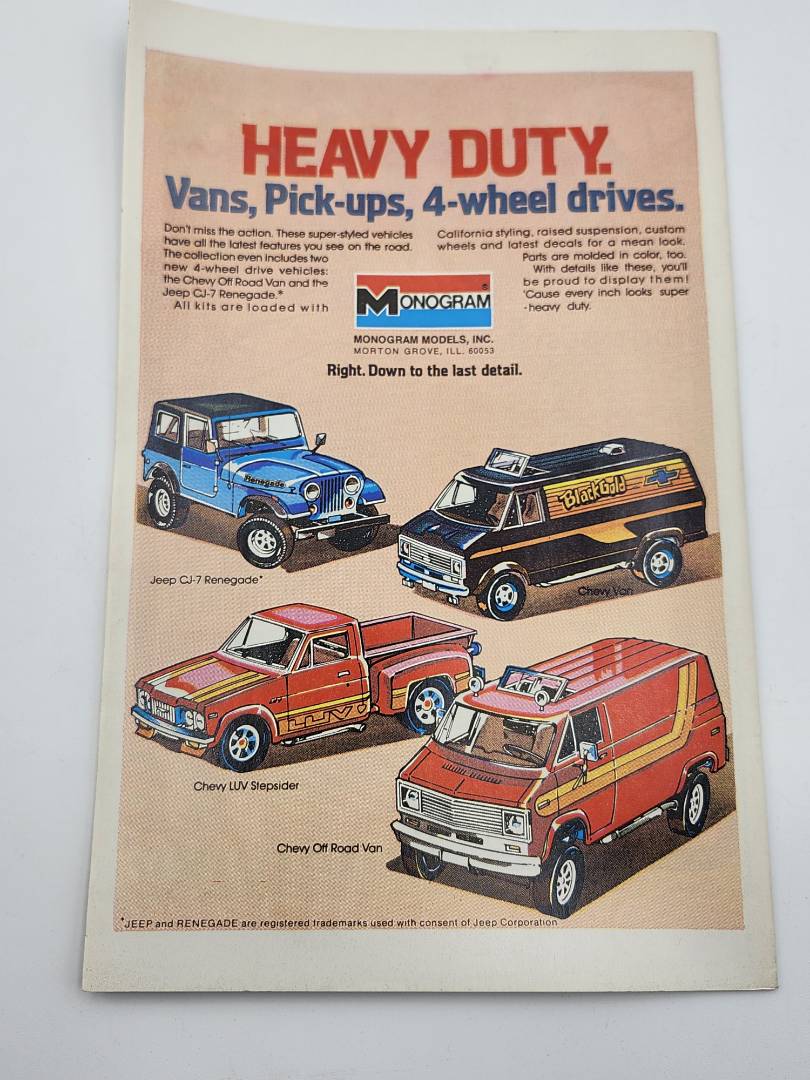 HEAVY DUTY.
Vans, Pick-ups, 4-wheel drives.
Don't miss the action. These super-styled vehicles
have all the latest features you see on the road.
The collection even includes two
new 4-wheel drive vehicles:
the Chevy Off Road Van and the
Jeep CJ-7 Renegade.*
All kits are loaded with
California styling, raised suspension, custom
wheels and latest decals for a mean look.
Parts are molded in color, too.
With details like these, you'll
be proud to display them!
'Cause every inch looks super
-heavy duty.
MONOGRAM
MONOGRAM MODELS, INC.
MORTON GROVE, ILL. 60053
Right. Down to the last detail.
Renegade
Jeep CJ-7 Renegade*
Black Gold
Chevy Van
LUV
Chevy LUV Stepsider
Chevy Off Road Van
*JEEP and RENEGADE are registered trademarks used with consent of Jeep Corporation